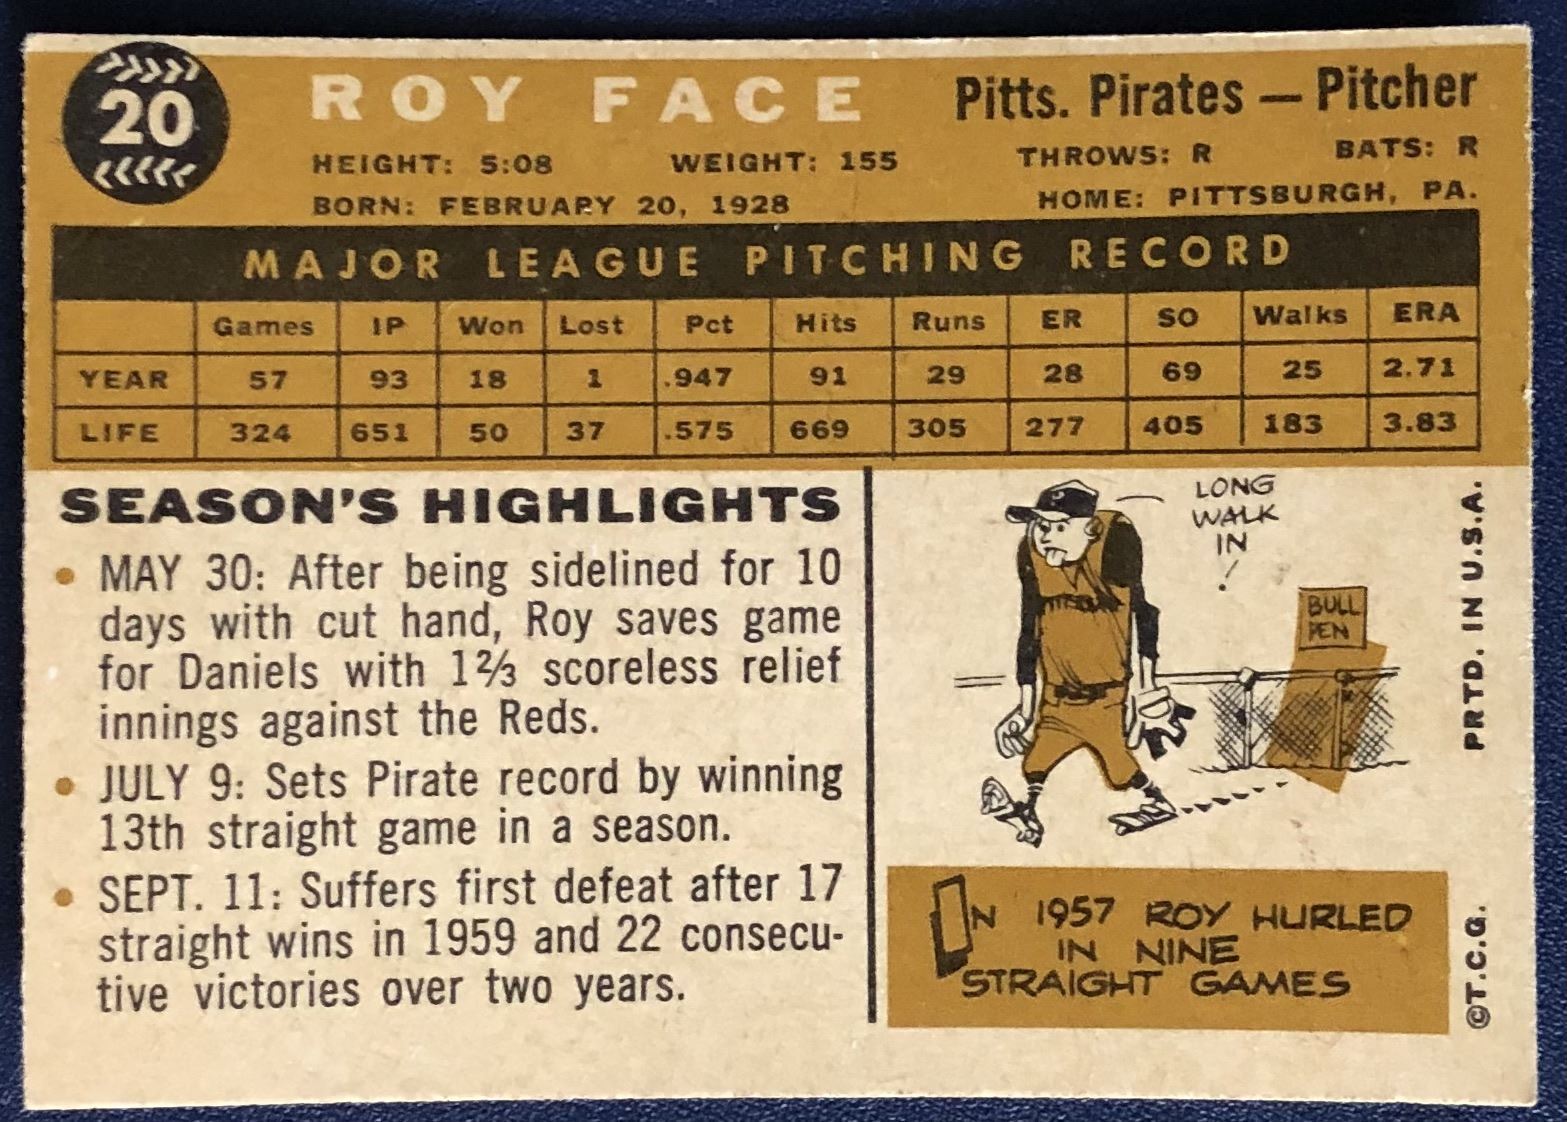 20
ROY FACE
Pitts. Pirates — Pitcher
HEIGHT: 5:08 WEIGHT: 155 THROWS: R BATS: R
BORN: FEBRUARY 20, 1928 HOME: PITTSBURGH, PA.
MAJOR LEAGUE PITCHING RECORD
Games IP Won Lost Pct Hits Runs ER SO Walks ERA
YEAR 57 93 18 1 .947 91 29 28 69 25 2.71
LIFE 324 651 50 37 .575 669 305 277 405 183 3.83
SEASON'S HIGHLIGHTS
• MAY 30: After being sidelined for 10
days with cut hand, Roy saves game
for Daniels with 1⅔ scoreless relief
innings against the Reds.
• JULY 9: Sets Pirate record by winning
13th straight game in a season.
• SEPT. 11: Suffers first defeat after 17
straight wins in 1959 and 22 consecu-
tive victories over two years.
P
LONG
WALK
IN
!
BULL
PEN
IN 1957 ROY HURLED
IN NINE
STRAIGHT GAMES
PRTD. IN U.S.A.
©T.C.G.